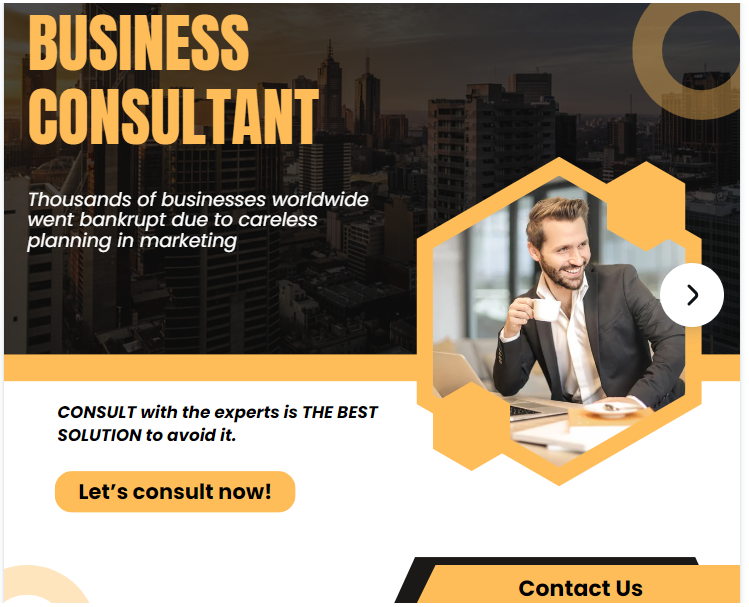 BUSINESS
CONSULTANT
Thousands of businesses worldwide
went bankrupt due to careless
planning in marketing
CONSULT with the experts is THE BEST
SOLUTION to avoid it.
Let’s consult now!
Contact Us